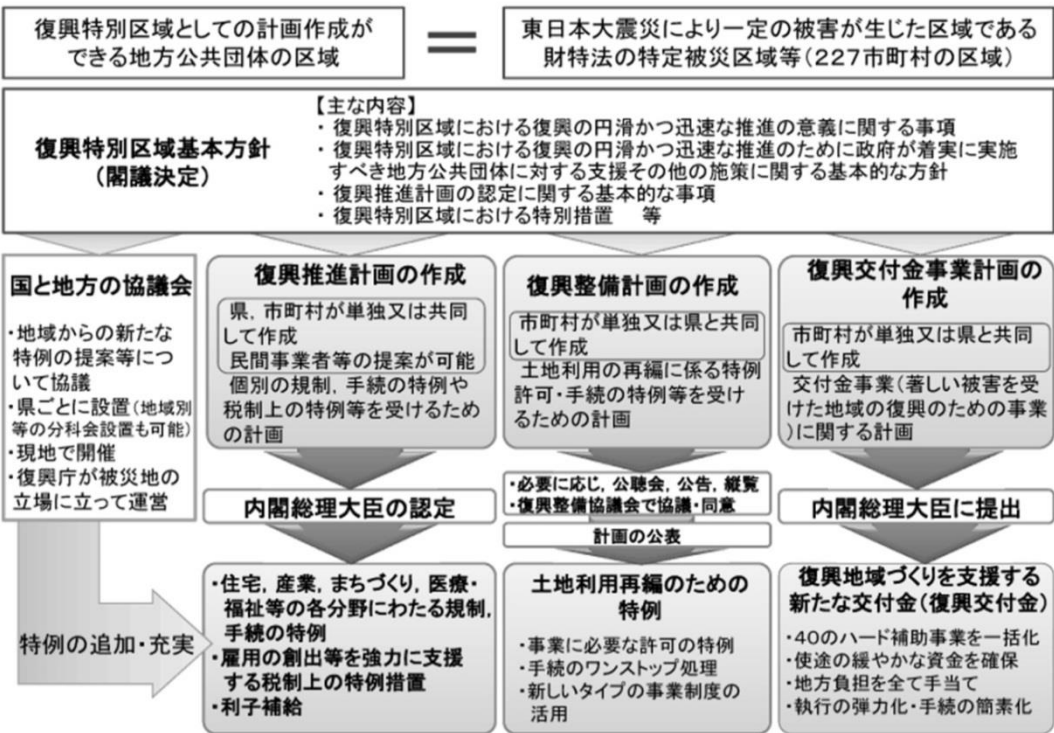 復興特別区域としての計画作成が
できる地方公共団体の区域
=
東日本大震災により一定の被害が生じた区域である
財特法の特定被災区域等(227市町村の区域)
復興特別区域基本方針
(閣議決定)
【主な内容】
・復興特別区域における復興の円滑かつ迅速な推進の意義に関する事項
・復興特別区域における復興の円滑かつ迅速な推進のために政府が着実に実施
すべき地方公共団体に対する支援その他の施策に関する基本的な方針
・復興推進計画の認定に関する基本的な事項
・復興特別区域における特別措置 等
国と地方の協議会
・地域からの新たな
特例の提案等につ
いて協議
・県ごとに設置(地域別
等の分科会設置も可能)
・現地で開催
・復興庁が被災地の
立場に立って運営
特例の追加・充実
復興推進計画の作成
県,市町村が単独又は共同
して作成
民間事業者等の提案が可能
個別の規制,手続の特例や
税制上の特例等を受けるため
の計画
内閣総理大臣の認定
・住宅,産業,まちづくり,医療・
福祉等の各分野にわたる規制,
手続の特例
・雇用の創出等を強力に支援
する税制上の特例措置
・利子補給
復興整備計画の作成
市町村が単独又は県と共同
して作成
土地利用の再編に係る特例
許可・手続の特例等を受け
るための計画
・必要に応じ,公聴会,公告,縦覧
・復興整備協議会で協議・同意
計画の公表
土地利用再編のための
特例
・事業に必要な許可の特例
・手続のワンストップ処理
・新しいタイプの事業制度の
活用
復興交付金事業計画の
作成
市町村が単独又は県と共同
して作成
交付金事業(著しい被害を受
けた地域の復興のための事業
)に関する計画
内閣総理大臣に提出
復興地域づくりを支援する
新たな交付金(復興交付金)
・40のハード補助事業を一括化
・使途の緩やかな資金を確保
・地方負担を全て手当て
・執行の弾力化・手続の簡素化